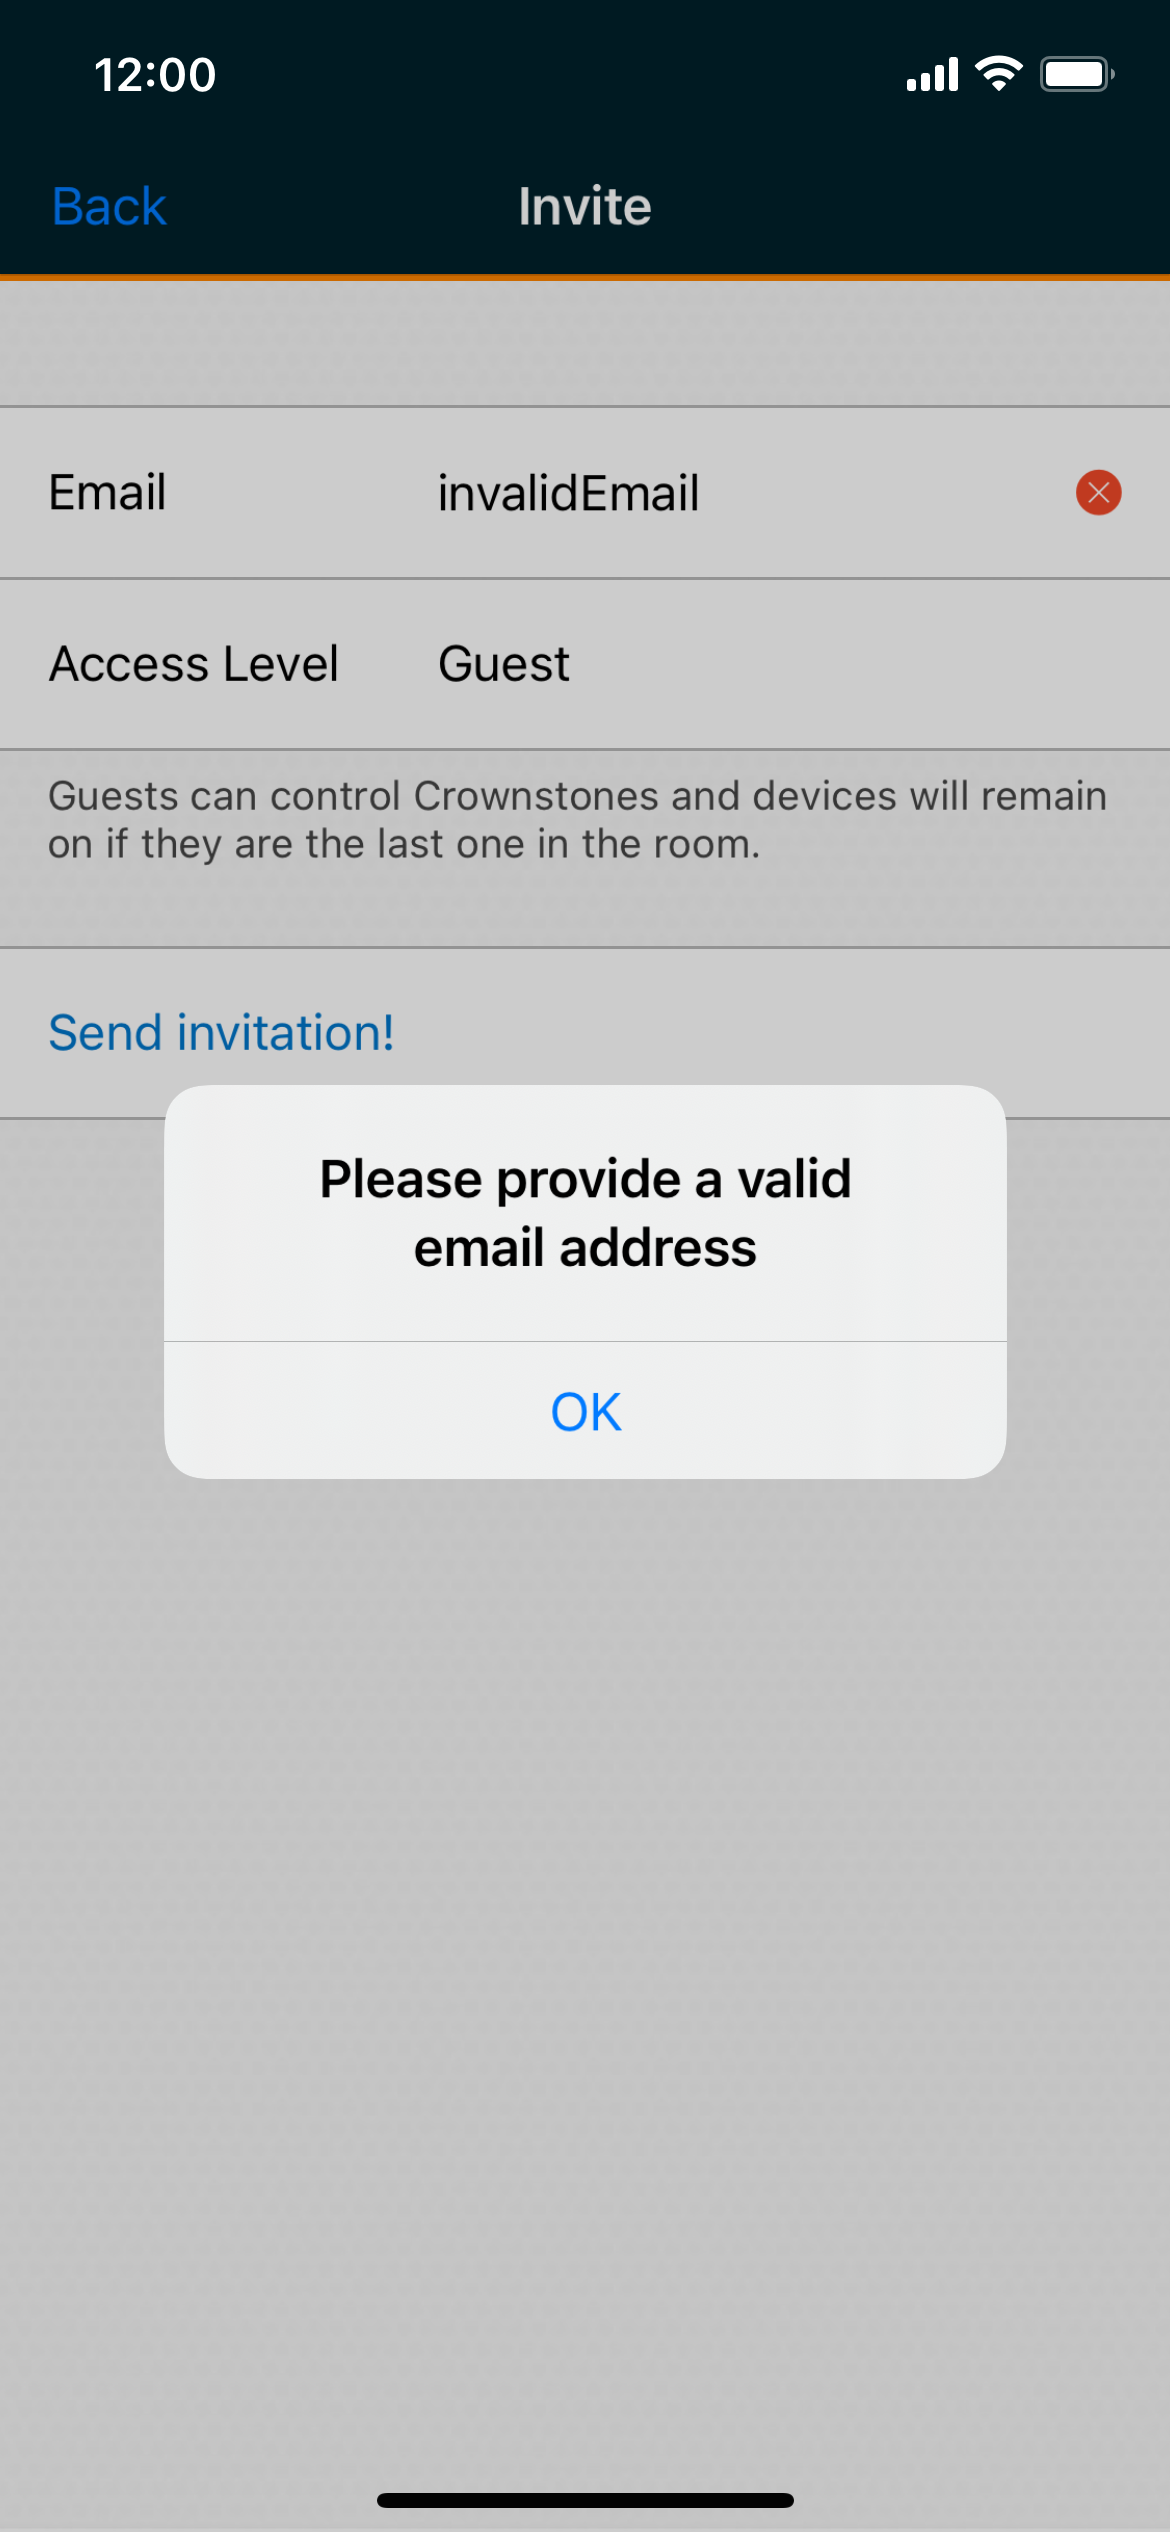 12:00
Back
Invite
Email
invalidEmail
Access Level
Guest
Guests can control Crownstones and devices will remain
on if they are the last one in the room.
Send invitation!
Please provide a valid
email address
OK